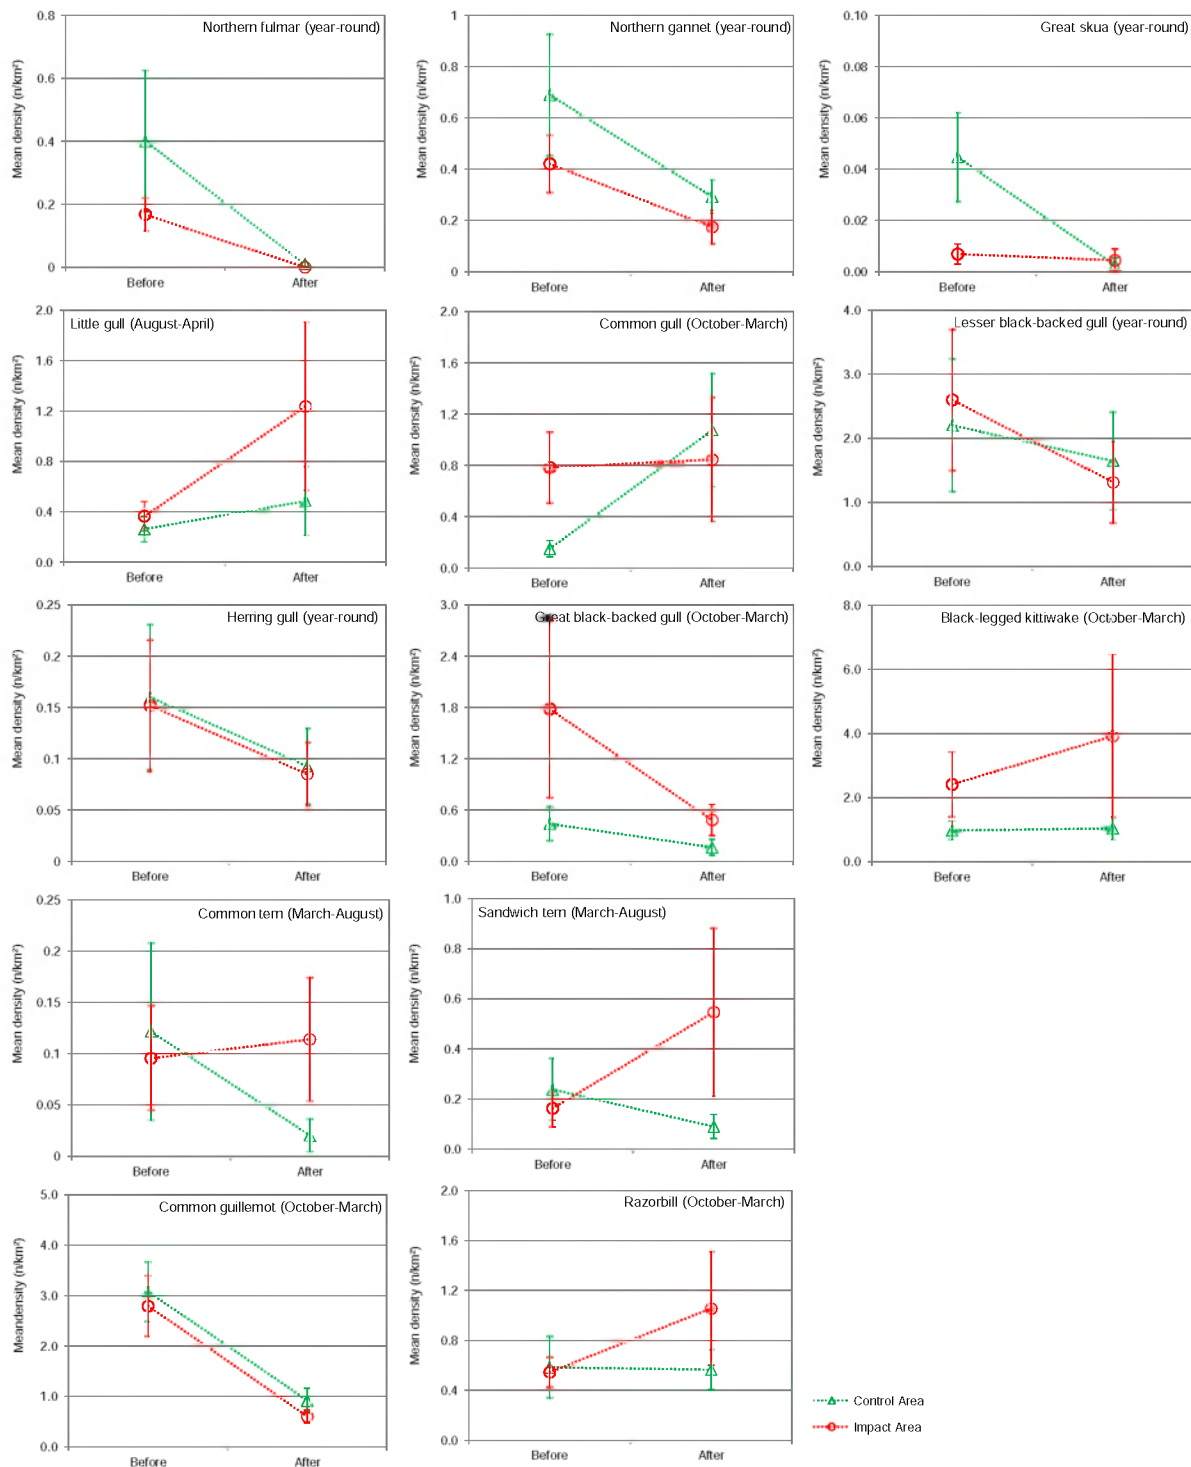 Northern fulmar (year-round)
Mean density (n/km²)
0.8
0.6
0.4
0.2
0
Before
After
Northern gannet (year-round)
Mean density (n/km²)
1
0.8
0.6
0.4
0.2
0
Before
After
Great skua (year-round)
Mean density (n/km²)
0.10
0.08
0.06
0.04
0.02
0.00
Before
After
Little gull (August-April)
Mean density (n/km²)
2.0
1.6
1.2
0.8
0.4
0.0
Before
After
Common gull (October-March)
Mean density (n/km²)
2.0
1.6
1.2
0.8
0.4
0.0
Before
After
Lesser black-backed gull (year-round)
Mean density (n/km²)
4.0
3.0
2.0
1.0
0.0
Before
After
Herring gull (year-round)
Mean density (n/km²)
0.25
0.2
0.15
0.1
0.05
0
Before
After
Great black-backed gull (October-March)
Mean density (n/km²)
3.0
2.4
1.8
1.2
0.6
0.0
Before
After
Black-legged kittiwake (October-March)
Mean density (n/km²)
8.0
6.0
4.0
2.0
0.0
Before
After
Common tern (March-August)
Mean density (n/km²)
0.25
0.2
0.15
0.1
0.05
0
Before
After
Sandwich tern (March-August)
Mean density (n/km²)
1.0
0.8
0.6
0.4
0.2
0.0
Before
After
Common guillemot (October-March)
Meandensity (n/km²)
5.0
4.0
3.0
2.0
1.0
0.0
Before
After
Razorbill (October-March)
Mean density (n/km²)
2.0
1.6
1.2
0.8
0.4
0.0
Before
After
Control Area
Impact Area